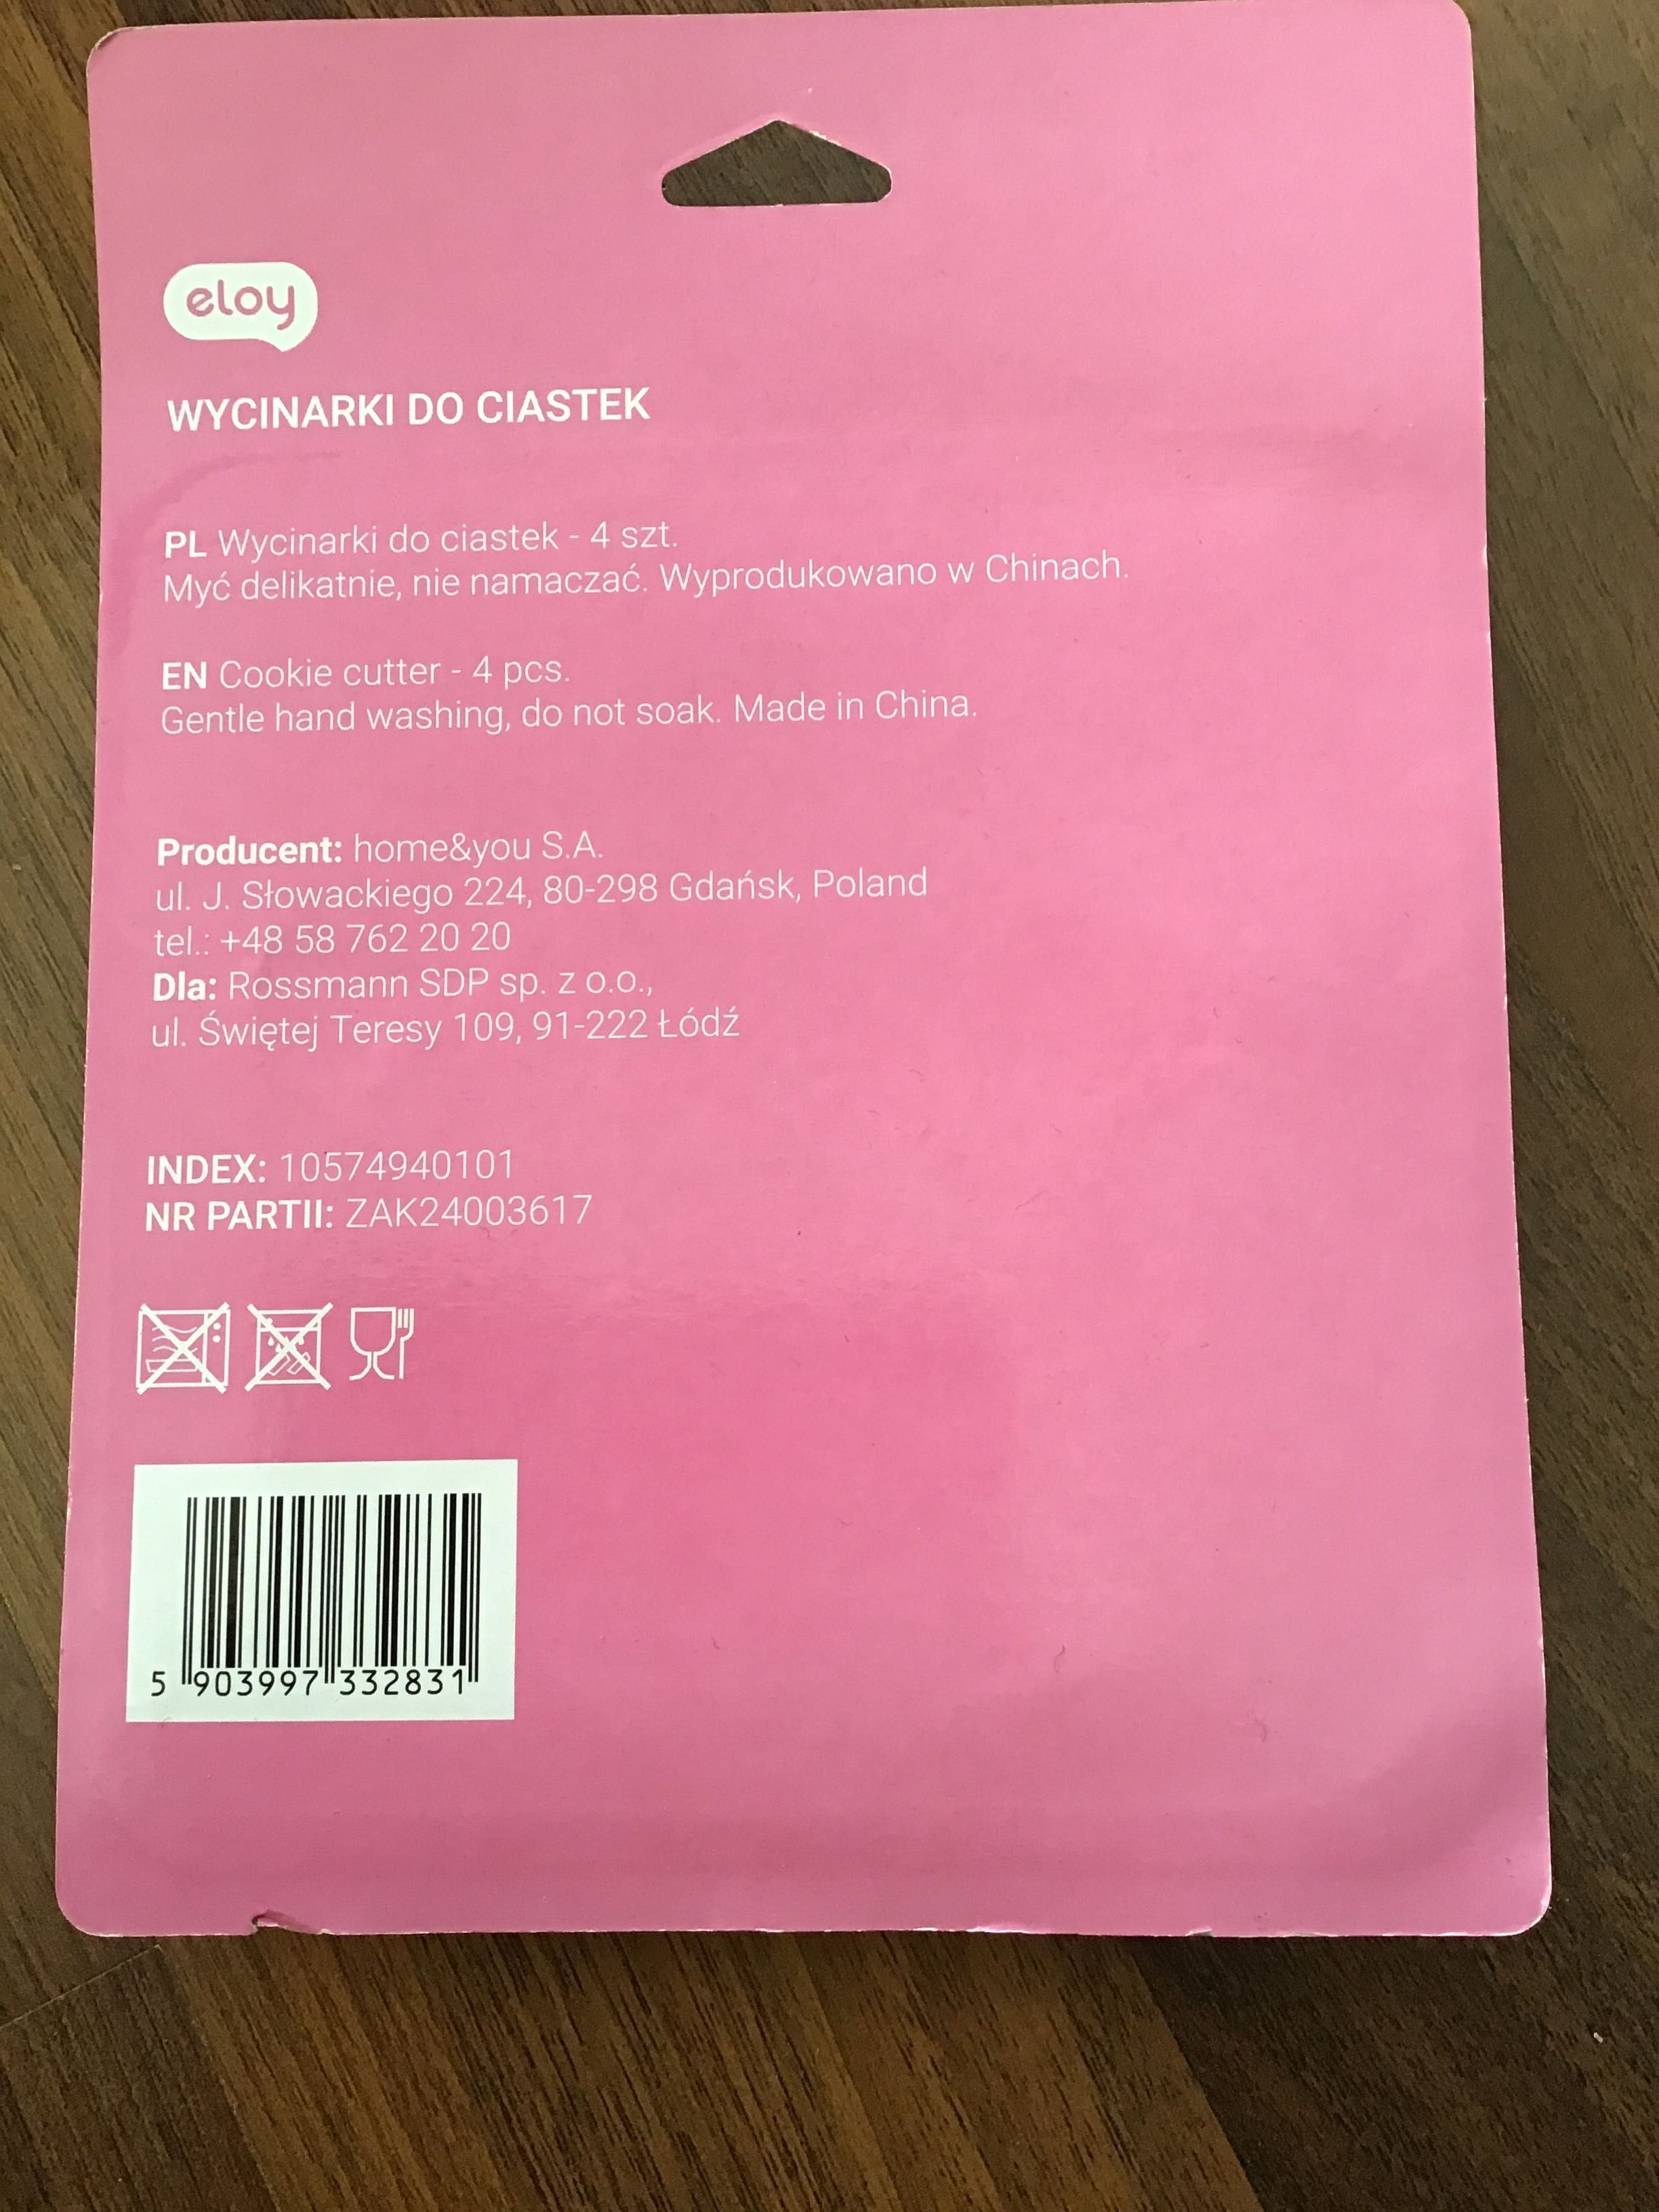 eloy
WYCINARKI DO CIASTEK
PL Wycinarki do ciastek - 4 szt.
Myć delikatnie, nie namaczać. Wyprodukowano w Chinach.
EN Cookie cutter - 4 pcs.
Gentle hand washing, do not soak. Made in China.
Producent: home&you S.A.
ul. J. Słowackiego 224, 80-298 Gdańsk, Poland
tel.: +48 58 762 20 20
Dla: Rossmann SDP sp. z o.o.,
ul. Świętej Teresy 109, 91-222 Łódź
INDEX: 10574940101
NR PARTII: ZAK24003617
5 903997 332831